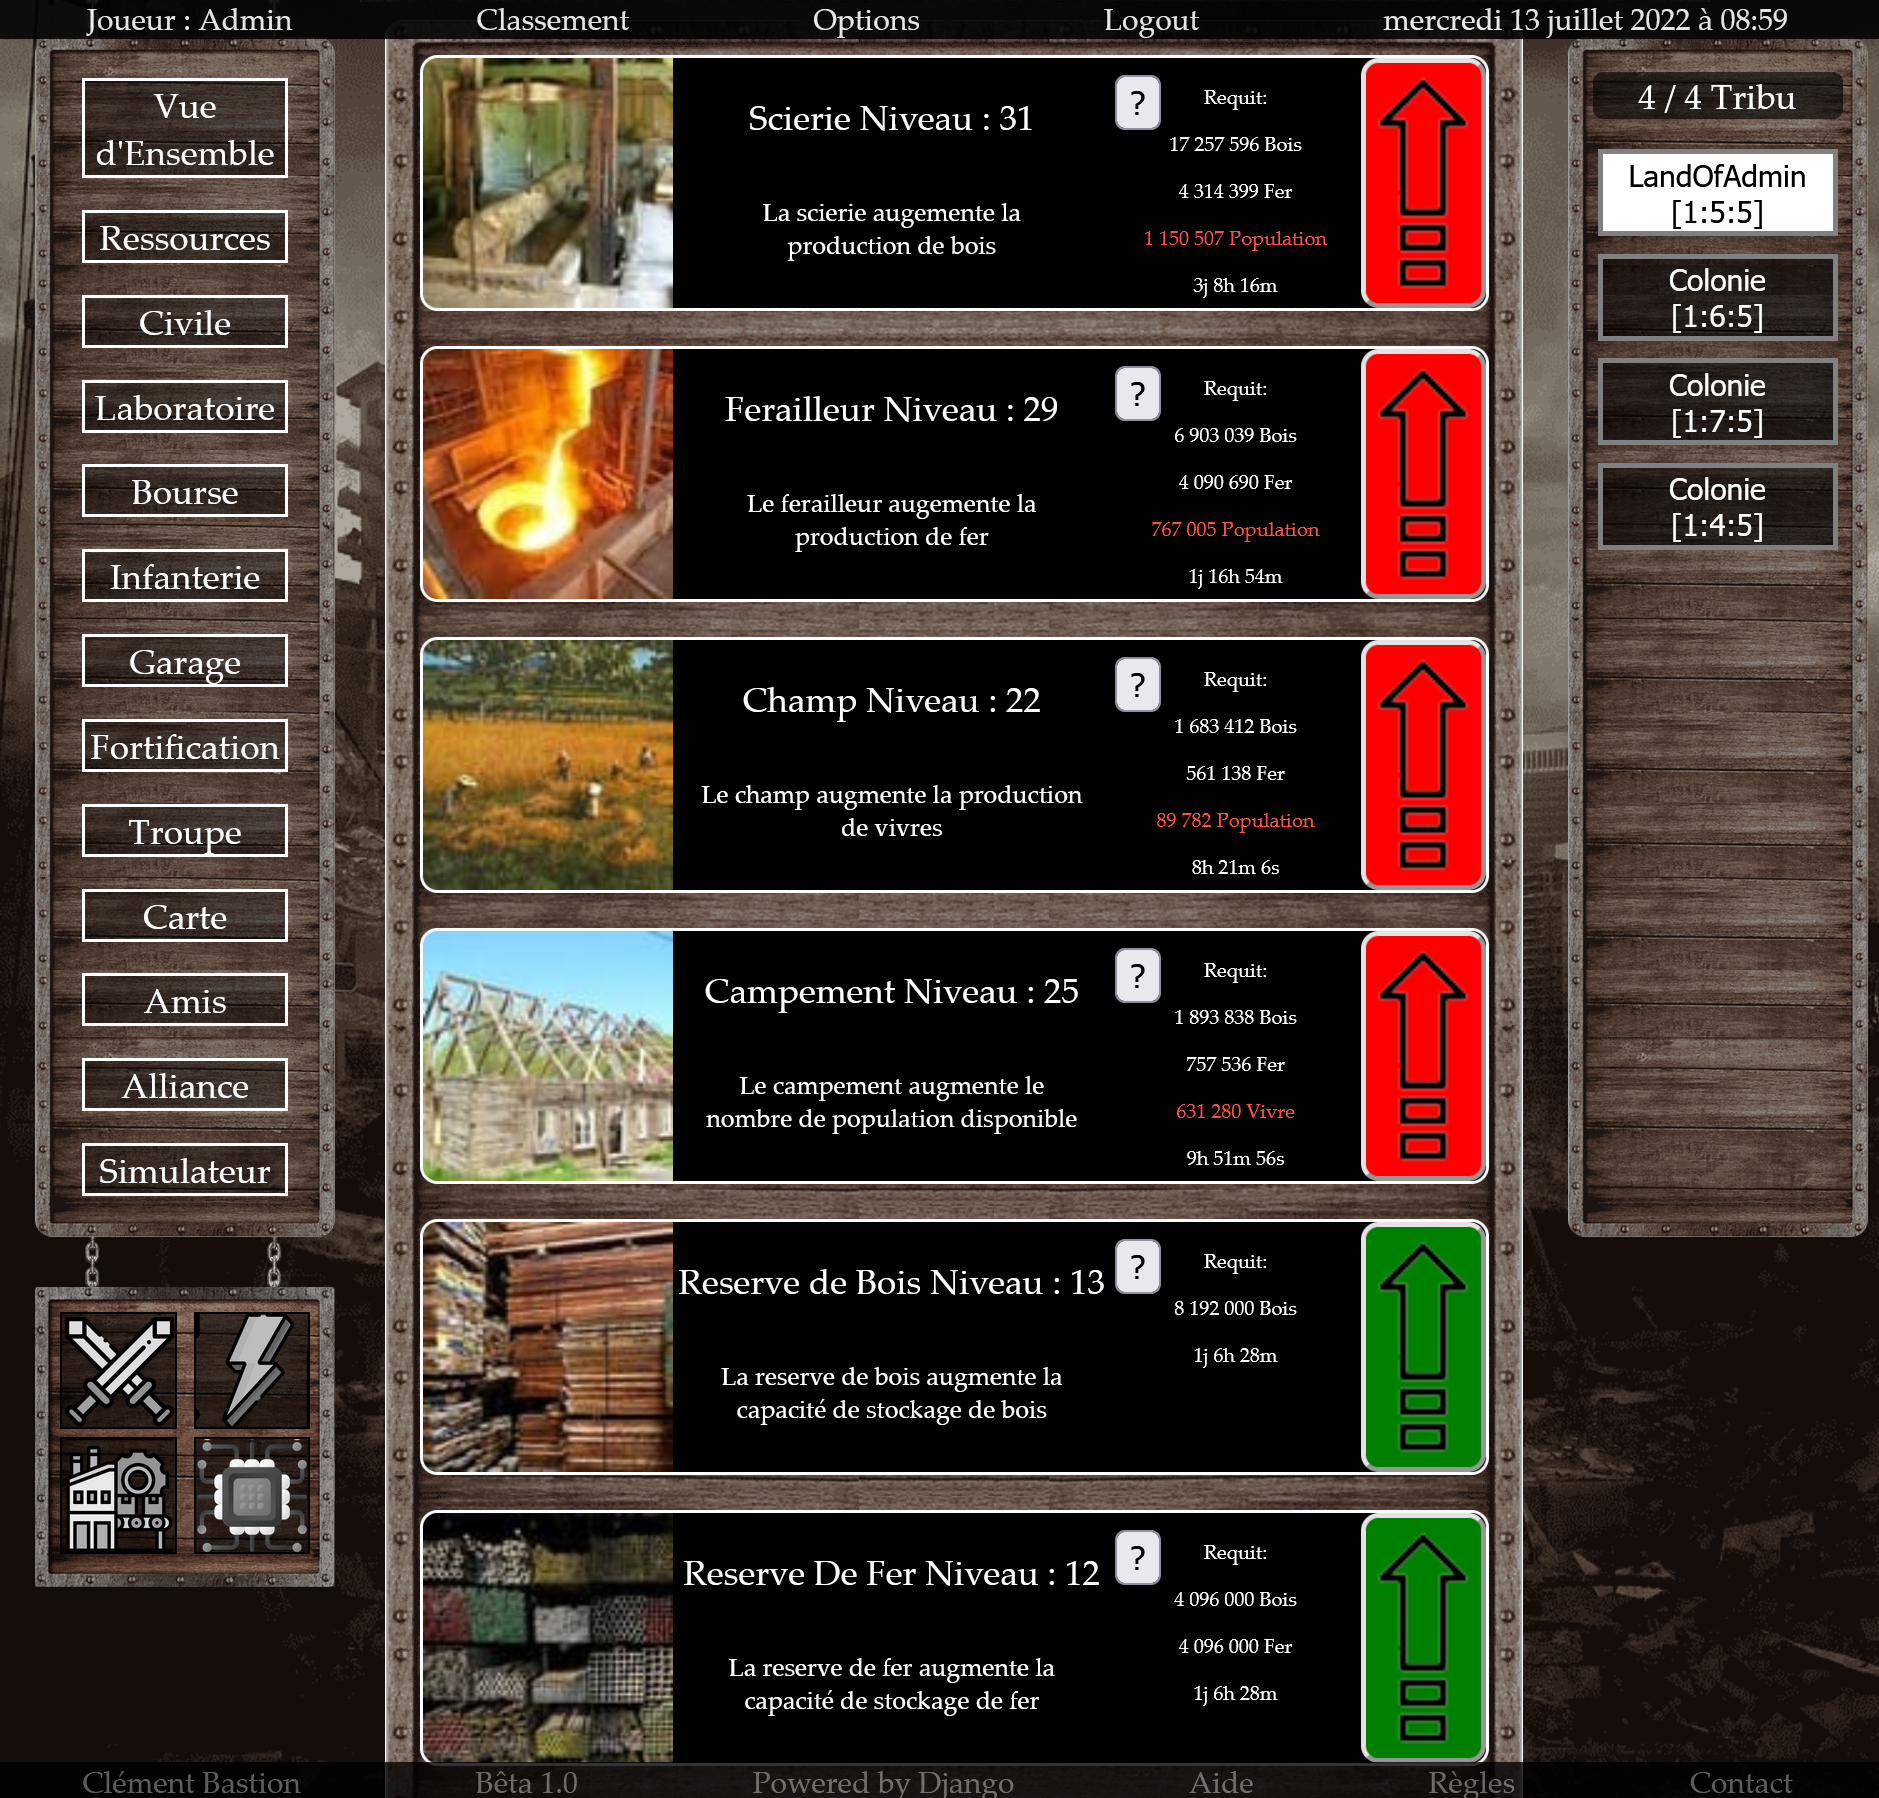 Joueur : Admin
Classement
Options
Logout
mercredi 13 juillet 2022 à 08:59
Vue
d'Ensemble
Ressources
Civile
Laboratoire
Bourse
Infanterie
Garage
Fortification
Troupe
Carte
Amis
Alliance
Simulateur
Scierie Niveau : 31
La scierie augemente la
production de bois
?
Requit:
17 257 596 Bois
4 314 399 Fer
1 150 507 Population
3j 8h 16m
Ferailleur Niveau : 29
Le ferailleur augemente la
production de fer
?
Requit:
6 903 039 Bois
4 090 690 Fer
767 005 Population
1j 16h 54m
Champ Niveau : 22
Le champ augmente la production
de vivres
?
Requit:
1 683 412 Bois
561 138 Fer
89 782 Population
8h 21m 6s
Campement Niveau : 25
Le campement augmente le
nombre de population disponible
?
Requit:
1 893 838 Bois
757 536 Fer
631 280 Vivre
9h 51m 56s
Reserve de Bois Niveau : 13
La reserve de bois augmente la
capacité de stockage de bois
?
Requit:
8 192 000 Bois
1j 6h 28m
Reserve De Fer Niveau : 12
La reserve de fer augmente la
capacité de stockage de fer
?
Requit:
4 096 000 Bois
4 096 000 Fer
1j 6h 28m
4 / 4 Tribu
LandOfAdmin
[1:5:5]
Colonie
[1:6:5]
Colonie
[1:7:5]
Colonie
[1:4:5]
Clément Bastion
Bêta 1.0
Powered by Django
Aide
Règles
Contact